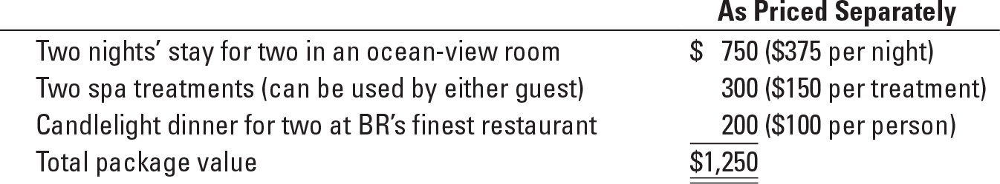 As Priced Separately
Two nights’ stay for two in an ocean-view room $ 750 ($375 per night)
Two spa treatments (can be used by either guest) 300 ($150 per treatment)
Candlelight dinner for two at BR’s finest restaurant 200 ($100 per person)
Total package value $1,250